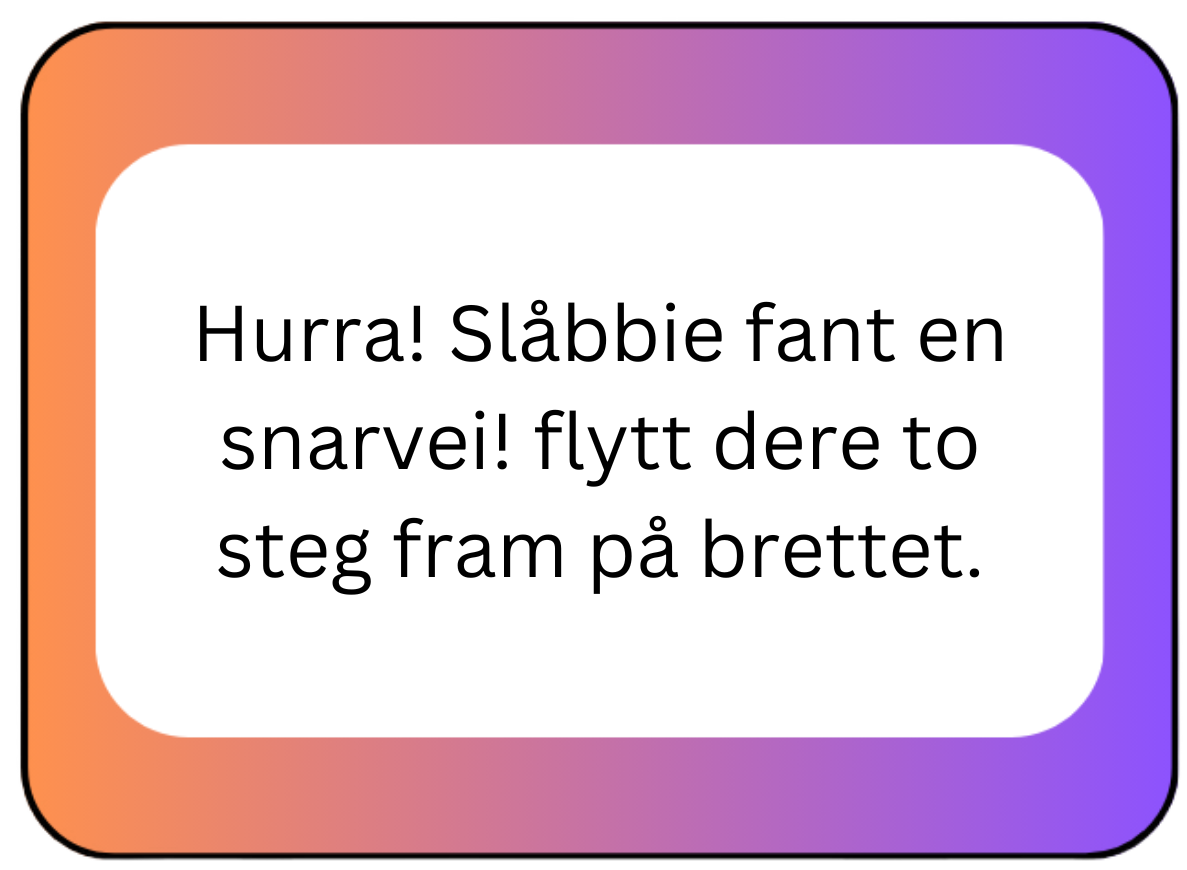 Hurra! Slåbbie fant en
snarvei! flytt dere to
steg fram på brettet.